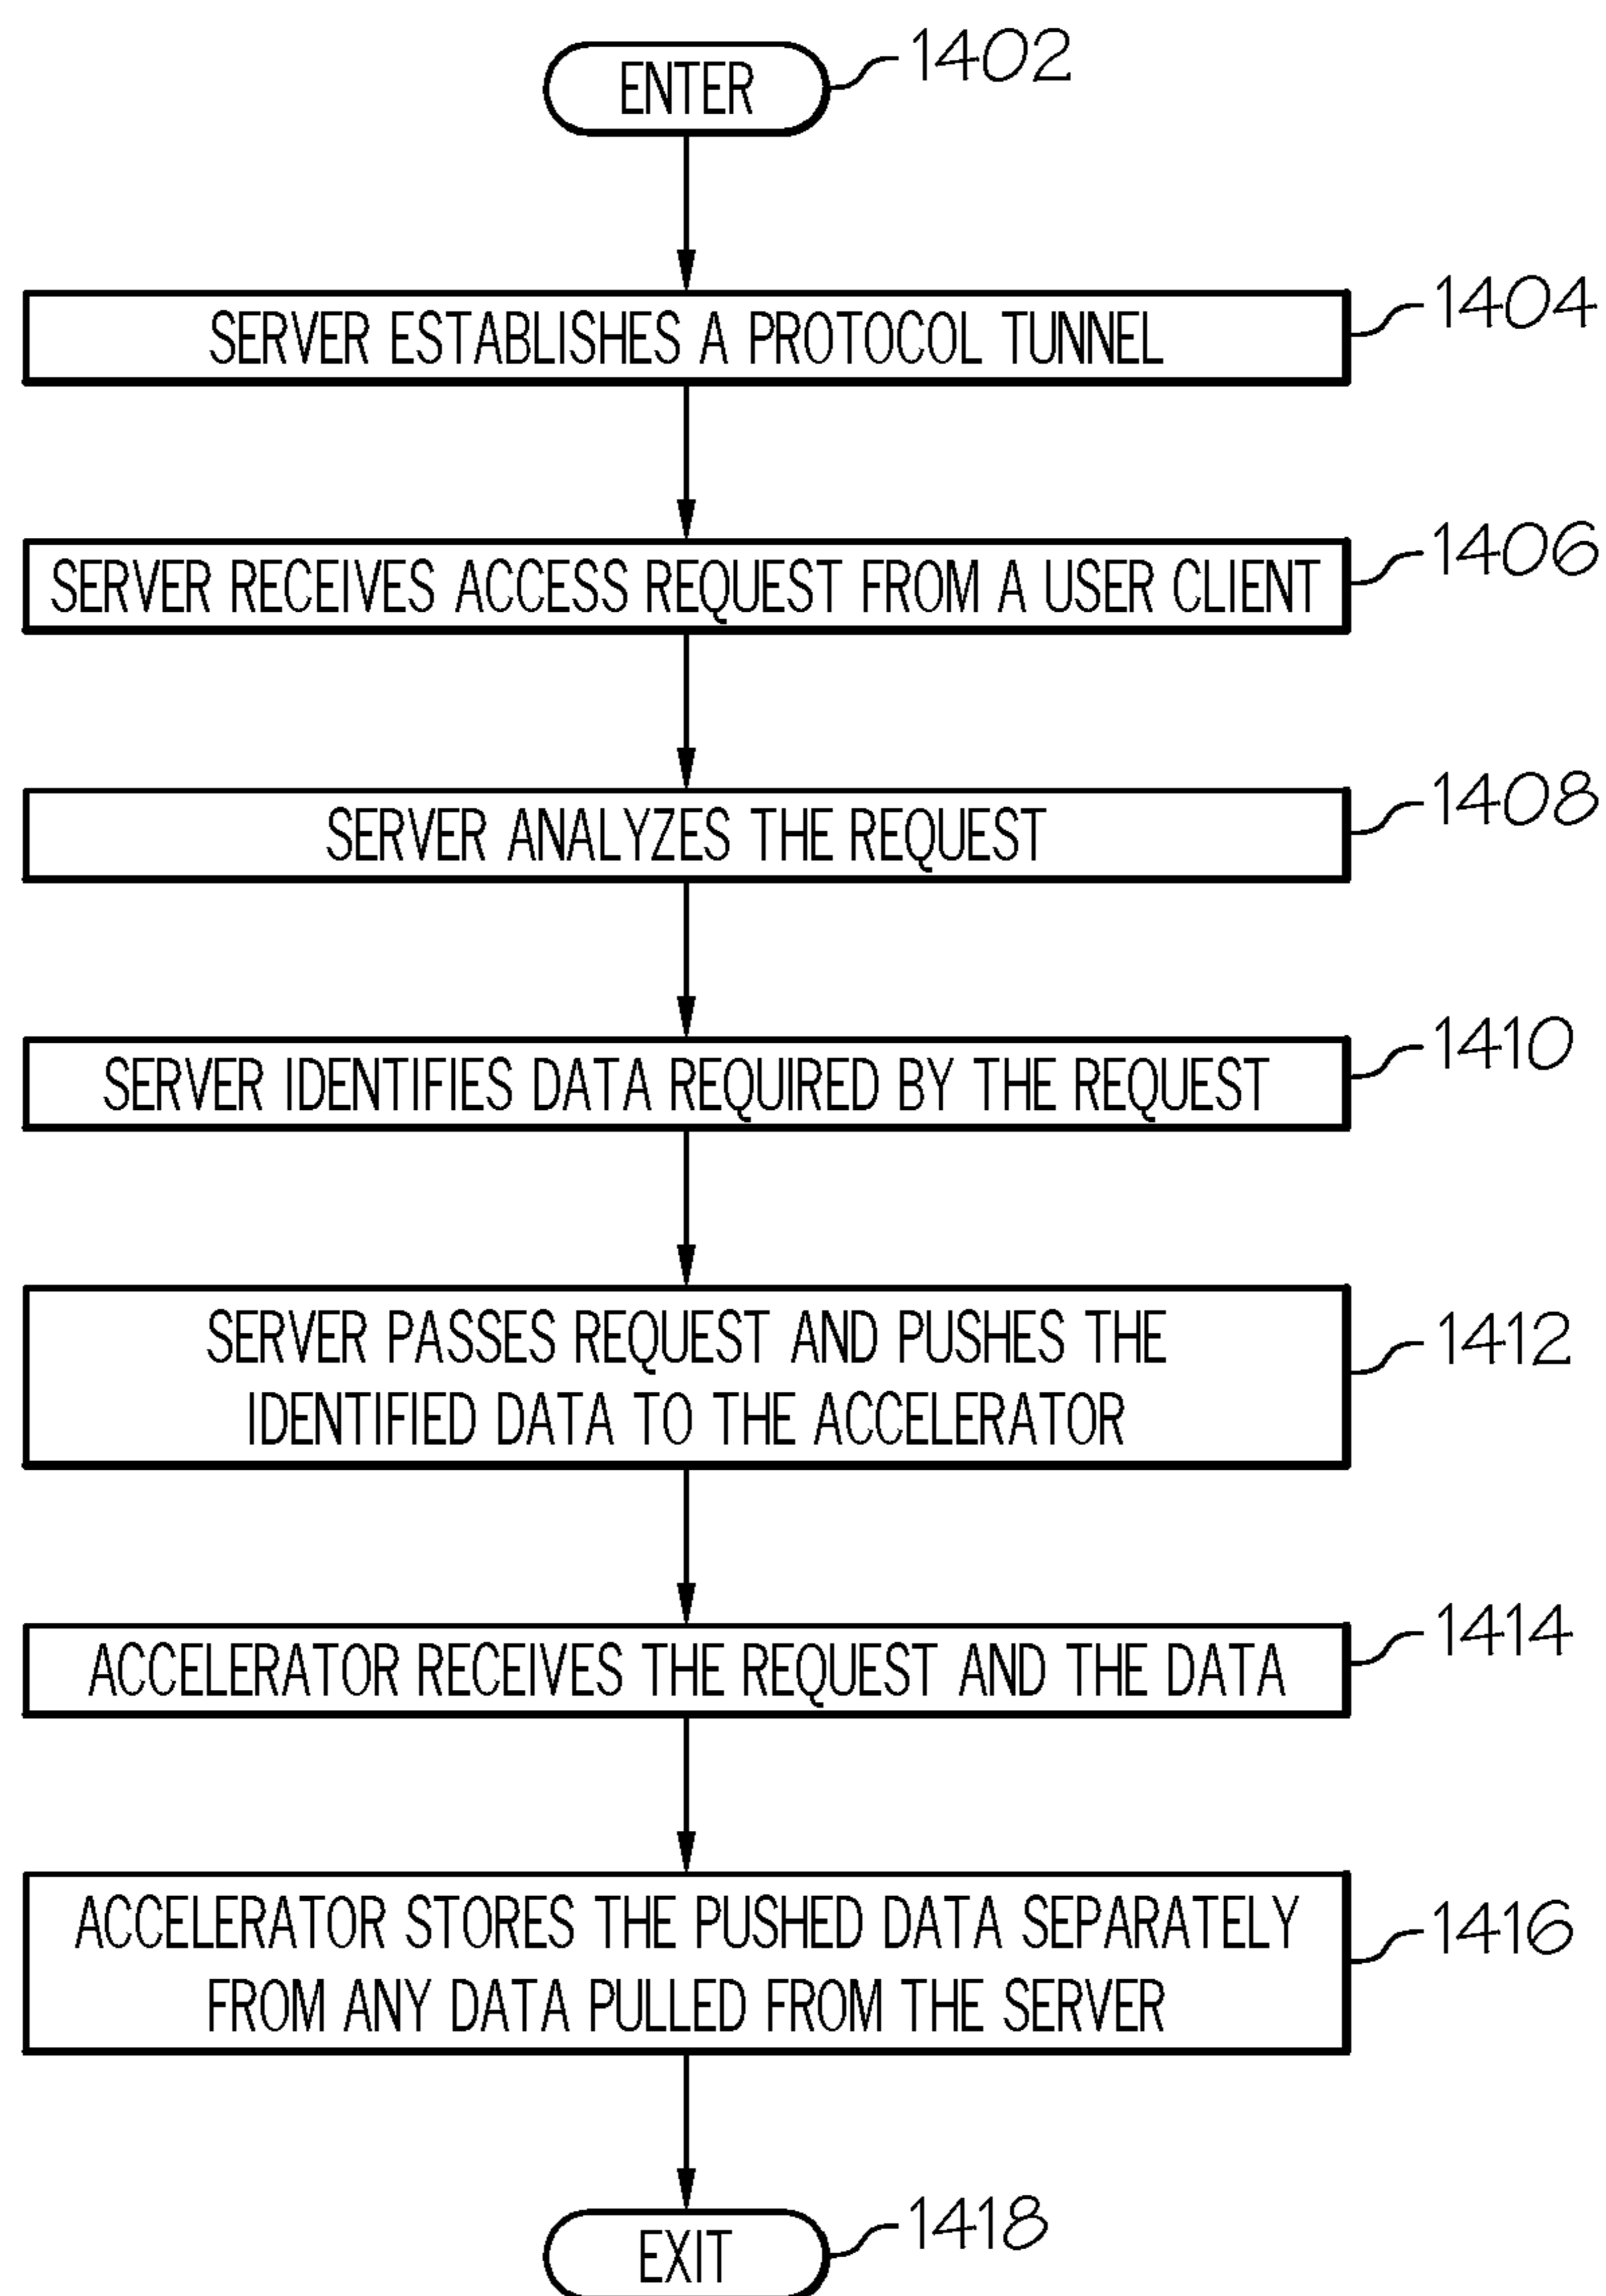 ENTER
1402
SERVER ESTABLISHES A PROTOCOL TUNNEL
1404
SERVER RECEIVES ACCESS REQUEST FROM A USER CLIENT
1406
SERVER ANALYZES THE REQUEST
1408
SERVER IDENTIFIES DATA REQUIRED BY THE REQUEST
1410
SERVER PASSES REQUEST AND PUSHES THE
IDENTIFIED DATA TO THE ACCELERATOR
1412
ACCELERATOR RECEIVES THE REQUEST AND THE DATA
1414
ACCELERATOR STORES THE PUSHED DATA SEPARATELY
FROM ANY DATA PULLED FROM THE SERVER
1416
EXIT
1418